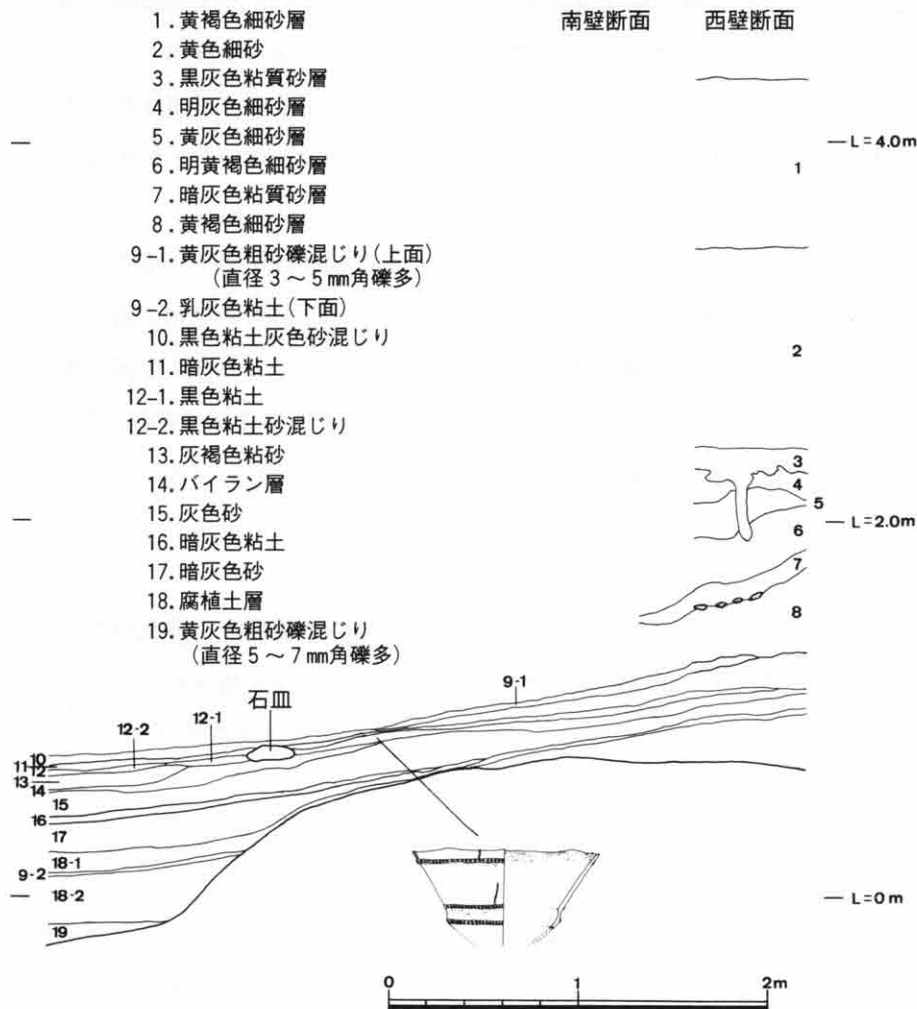 1.黄褐色細砂層
2.黄色細砂
3.黒灰色粘質砂層
4.明灰色細砂層
5.黄灰色細砂層
6.明黄褐色細砂層
7.暗灰色粘質砂層
8.黄褐色細砂層
9-1.黄灰色粗砂礫混じり(上面)
(直径3～5㎜角礫多)
9-2.乳灰色粘土(下面)
10.黒色粘土灰色砂混じり
11.暗灰色粘土
12-1.黒色粘土
12-2.黒色粘土砂混じり
13.灰褐色粘砂
14.バイラン層
15.灰色砂
16.暗灰色粘土
17.暗灰色砂
18.腐植土層
19.黄灰色粗砂礫混じり
(直径5～7㎜角礫多)
南壁断面 西壁断面
L=4.0m
1
2
3
4
5
L=2.0m
6
7
8
9-1
石皿
12-2
12-1
10
11
12
13
14
15
16
17
18-1
9-2
18-2
19
L=0m
0 1 2m